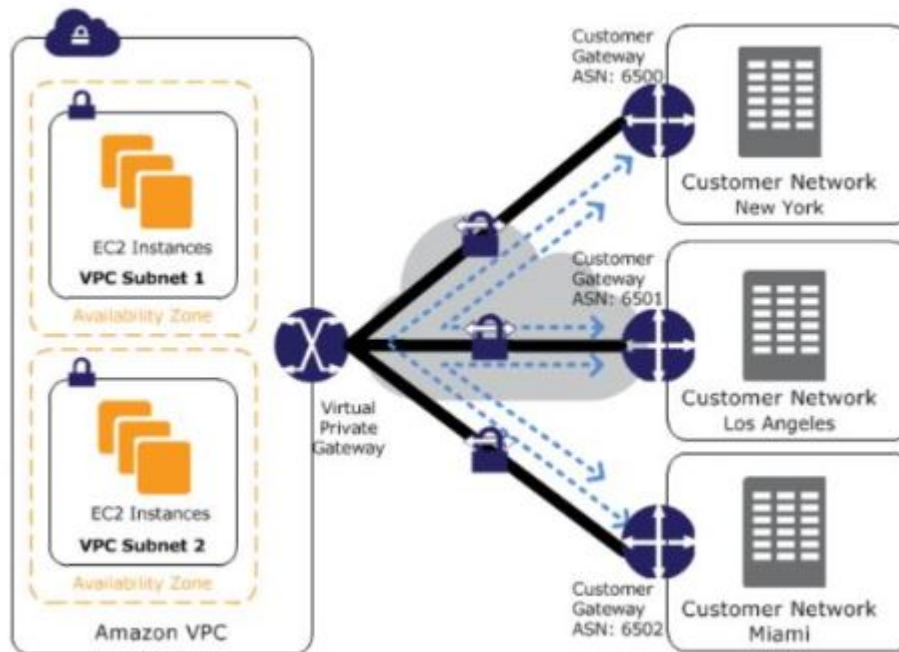 EC2 Instances
VPC Subnet 1
Availability Zone
EC2 Instances
VPC Subnet 2
Availability Zone
Amazon VPC
Virtual
Private
Gateway
Customer
Gateway
ASN: 6500
Customer Network
New York
Customer
Gateway
ASN: 6501
Customer Network
Los Angeles
Customer
Gateway
ASN: 6502
Customer Network
Miami